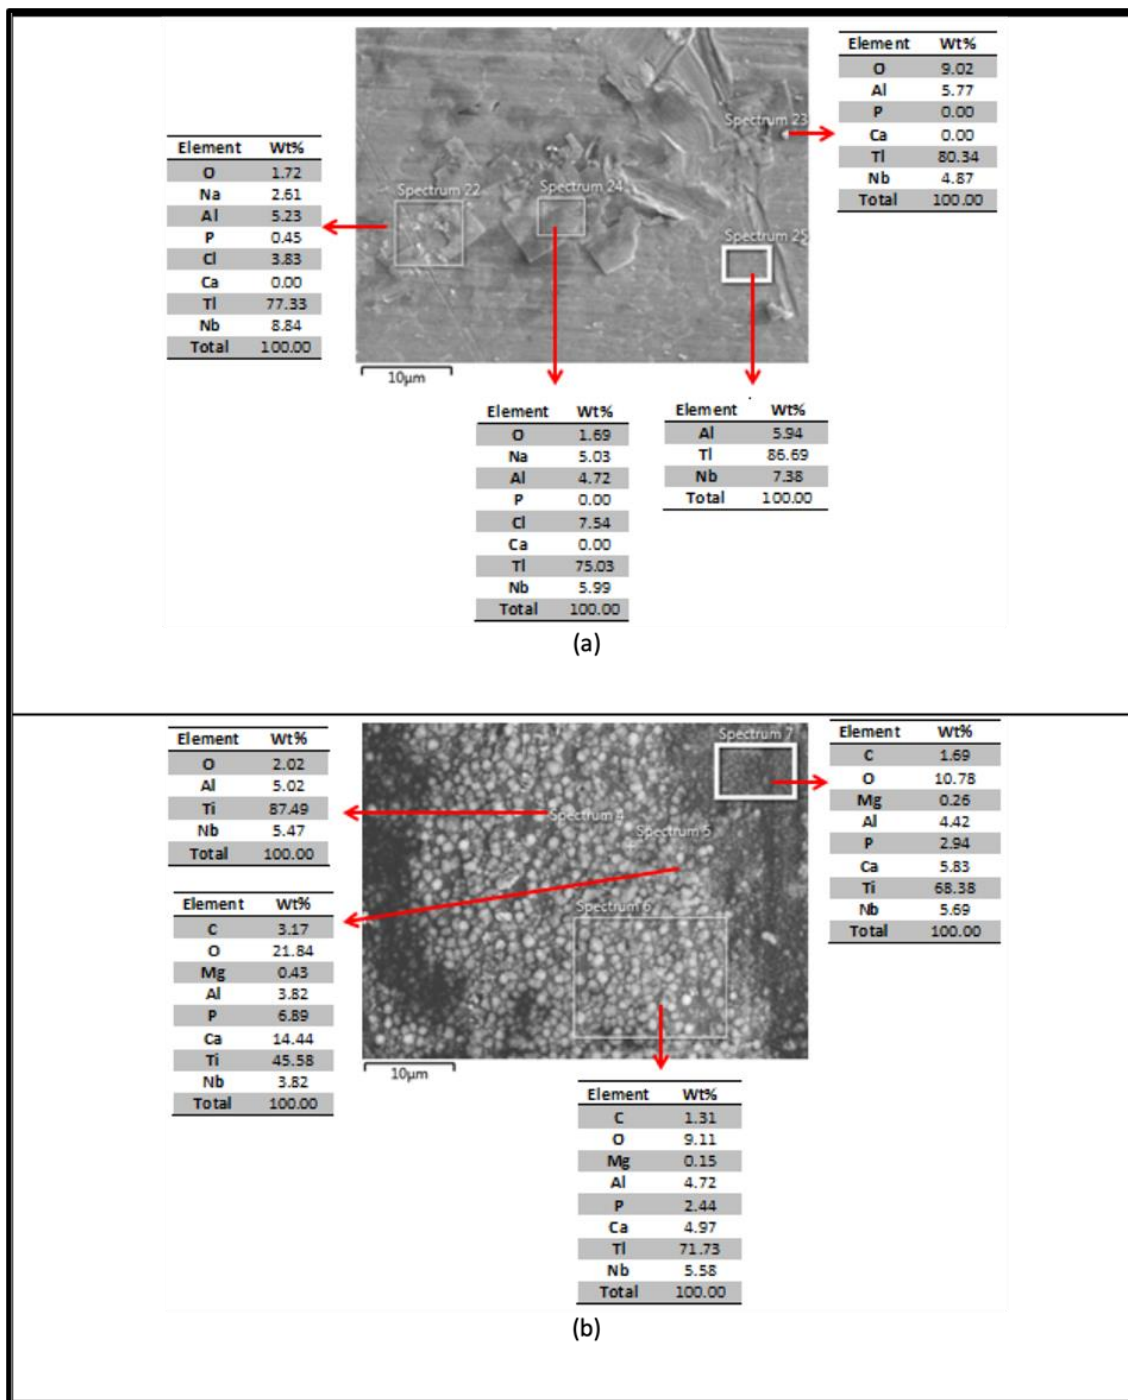 Element Wt%
O 9.02
Al 5.77
P 0.00
Ca 0.00
Tl 80.34
Nb 4.87
Total 100.00
Element Wt%
O 1.72
Na 2.61
Al 5.23
P 0.45
Cl 3.83
Ca 0.00
Tl 77.33
Nb 8.84
Total 100.00
Spectrum 23
Spectrum 22
Spectrum 24
Spectrum 25
10µm
Element Wt%
O 1.69
Na 5.03
Al 4.72
P 0.00
Cl 7.54
Ca 0.00
Tl 75.03
Nb 5.99
Total 100.00
Element Wt%
Al 5.94
Tl 86.69
Nb 7.38
Total 100.00
(a)
Element Wt%
O 2.02
Al 5.02
Ti 87.49
Nb 5.47
Total 100.00
Spectrum 7
Spectrum 4
Spectrum 5
Spectrum 6
10µm
Element Wt%
C 1.69
O 10.78
Mg 0.26
Al 4.42
P 2.94
Ca 5.83
Ti 68.38
Nb 5.69
Total 100.00
Element Wt%
C 3.17
O 21.84
Mg 0.43
Al 3.82
P 6.89
Ca 14.44
Ti 45.58
Nb 3.82
Total 100.00
Element Wt%
C 1.31
O 9.11
Mg 0.15
Al 4.72
P 2.44
Ca 4.97
Tl 71.73
Nb 5.58
Total 100.00
(b)